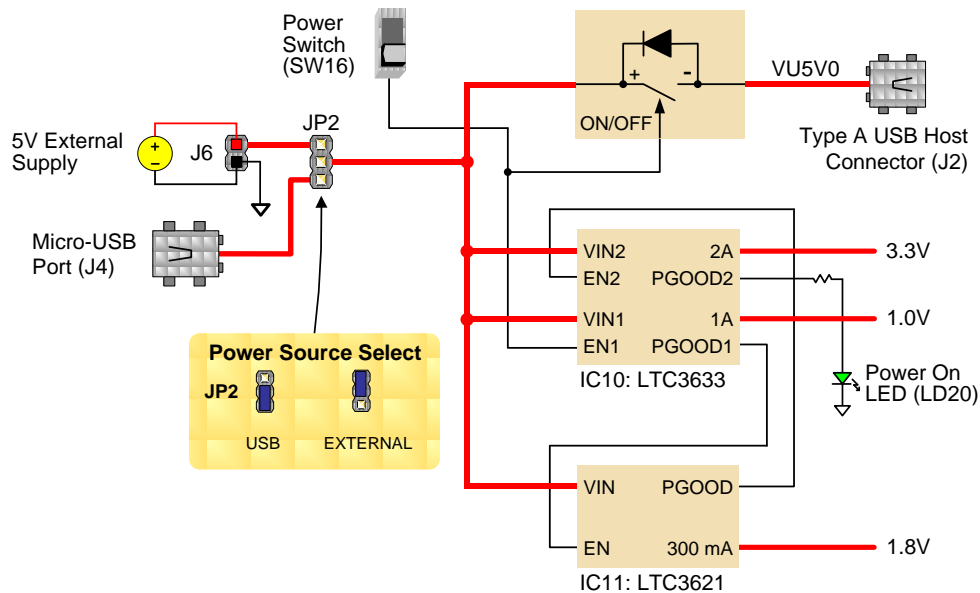 Power
Switch
(SW16)
+
-
ON/OFF
VU5V0
Type A USB Host
Connector (J2)
5V External
Supply
+
–
J6
JP2
Micro-USB
Port (J4)
VIN2
2A
3.3V
EN2
PGOOD2
VIN1
1A
1.0V
EN1
PGOOD1
IC10: LTC3633
Power On
LED (LD20)
Power Source Select
JP2
USB
EXTERNAL
VIN
PGOOD
EN
300 mA
1.8V
IC11: LTC3621